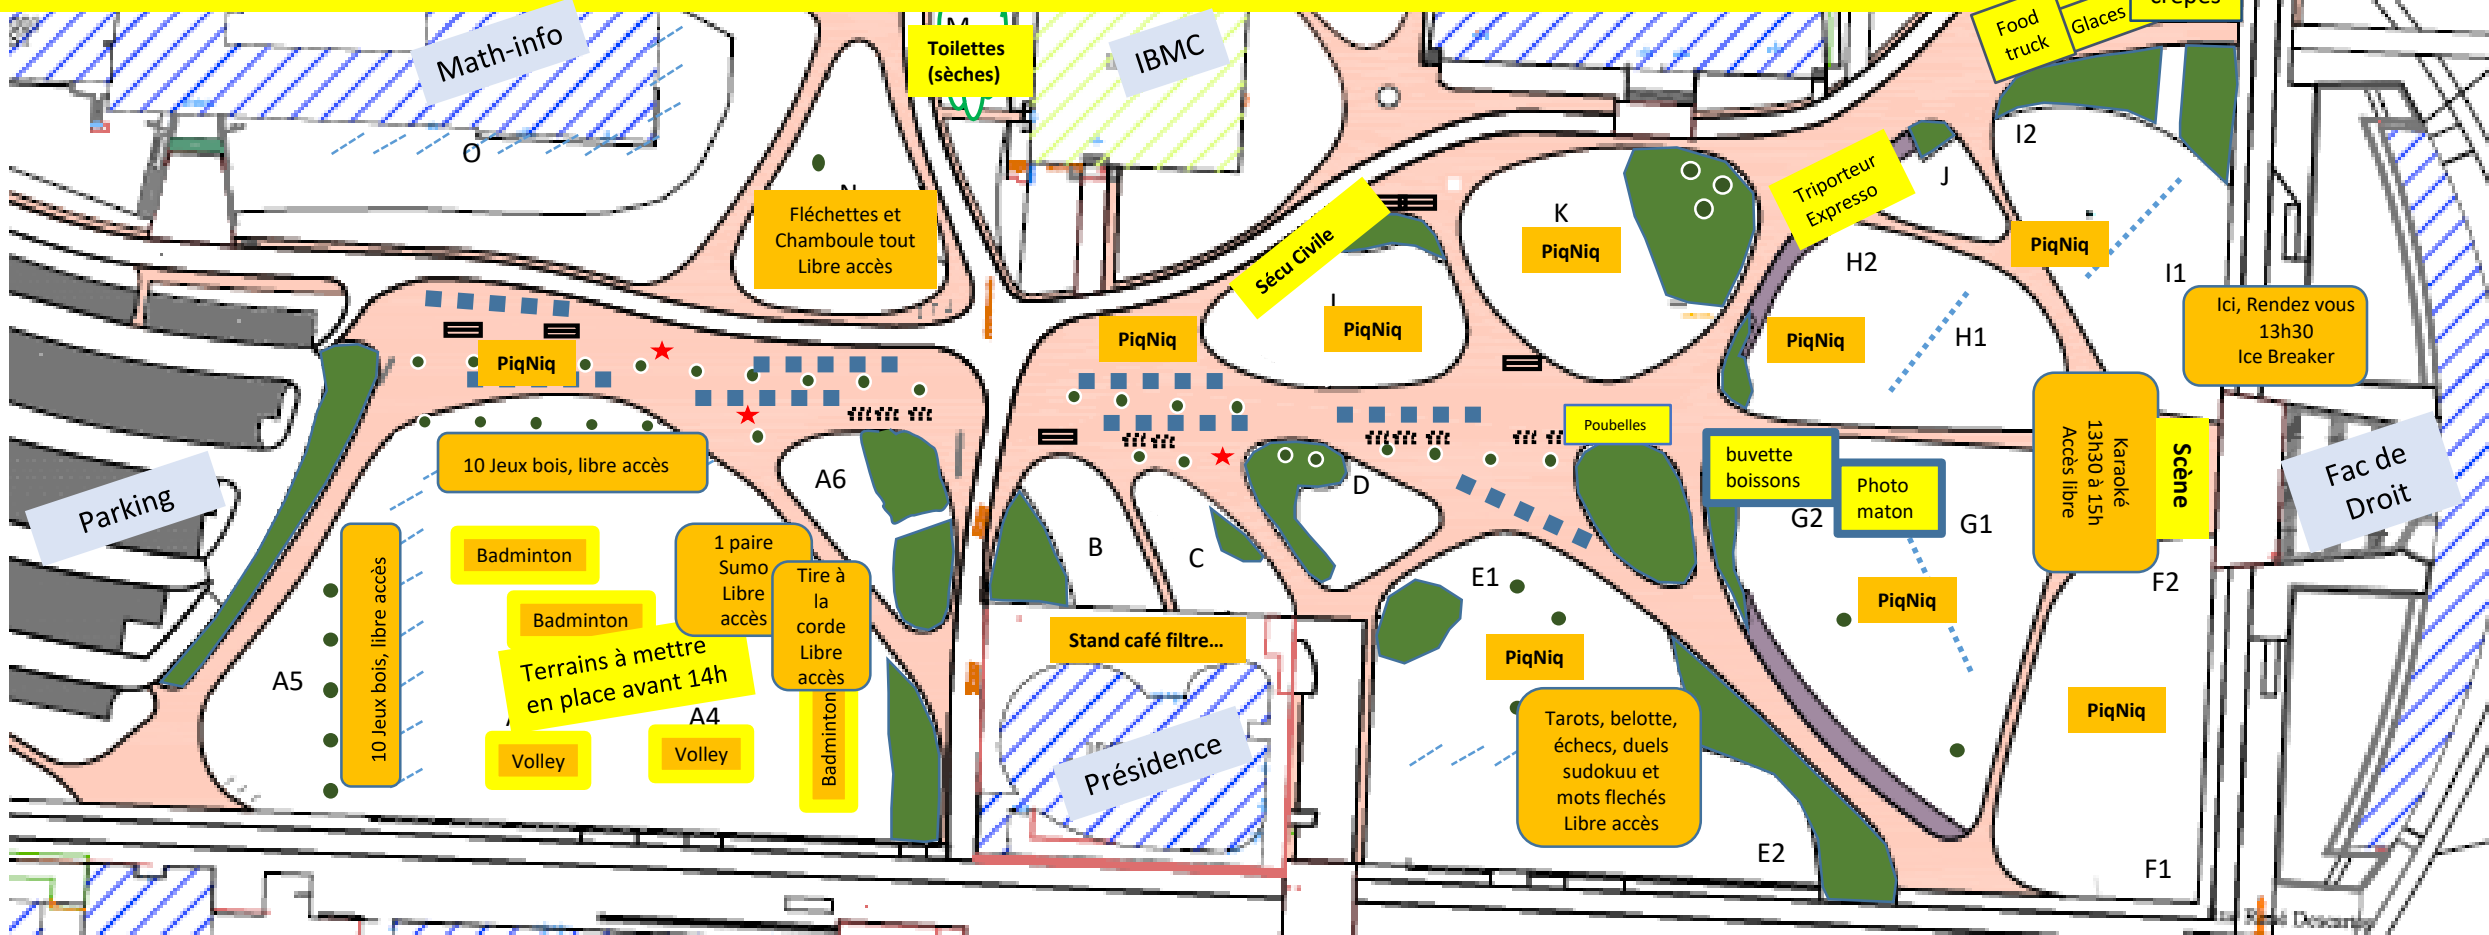 crêpes
Food
truck
Glaces
Math-info
Toilettes
(sèches)
IBMC
O
Fléchettes et
Chamboule tout
Libre accès
Sécu Civile
K
PiqNiq
Triporteur
Expresso
J
I2
PiqNiq
I1
H2
H1
PiqNiq
PiqNiq
PiqNiq
PiqNiq
Ici, Rendez vous
13h30
Ice Breaker
Poubelles
Karaoké
13h30 à 15h
Accès libre
Scène
Fac de
Droit
buvette
boissons
Photo
maton
G2
G1
PiqNiq
F2
PiqNiq
F1
10 Jeux bois, libre accès
A6
Parking
10 Jeux bois, libre accès
Badminton
Badminton
1 paire
Sumo
Libre
accès
Tire à
la
corde
Libre
accès
Terrains à mettre
en place avant 14h
A5
A4
Volley
Volley
Badminton
B
C
D
E1
Stand café filtre...
PiqNiq
Présidence
Tarots, belotte,
échecs, duels
sudokuu et
mots flechés
Libre accès
E2
René Descartes